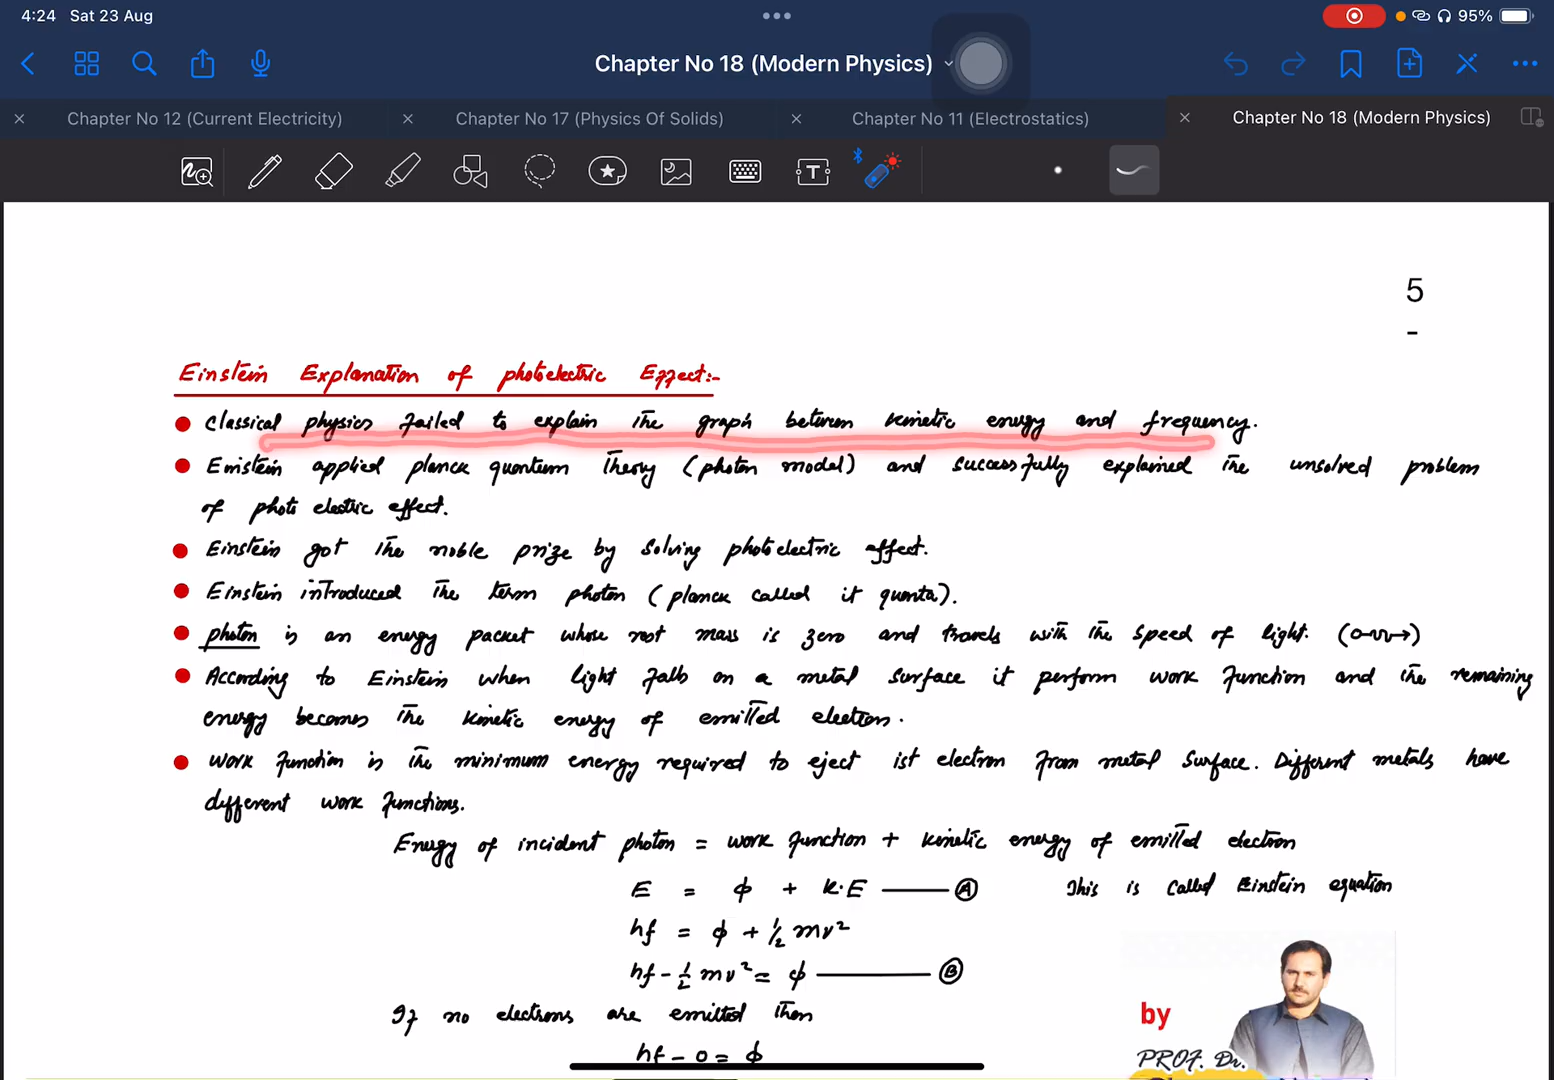 4:24 Sat 23 Aug
95%
Chapter No 18 (Modern Physics)
Chapter No 12 (Current Electricity)
Chapter No 17 (Physics Of Solids)
Chapter No 11 (Electrostatics)
Chapter No 18 (Modern Physics)
5
-
Einstein Explanation of photoelectric Effect:-
Classical physics failed to explain the graph between kinetic energy and frequency.
Einstein applied planck quantum Theory (photon model) and successfully explained the unsolved problem
of photo electric effect.
Einstein got the noble prize by solving photoelectric effect.
Einstein introduced the term photon (planck called it quanta).
photon is an energy packet whose rest mass is zero and travels with the speed of light.
According to Einstein when light falls on a metal surface it perform work function and the remaining
energy becomes the kinetic energy of emitted electron.
Work function is the minimum energy required to eject ist electron from metal surface. Different metals have
different work functions.
Energy of incident photon = work function + kinetic energy of emitted electron
E = φ + K.E —— A This is called Einstein equation
hf = φ + 1/2 mv²
hf - 1/2 mv² = φ —— B
If no electrons are emitted then
hf - 0 = φ
by
PROF. Dr.